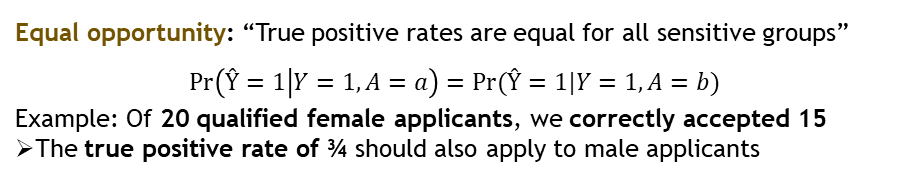 Equal opportunity: “True positive rates are equal for all sensitive groups”
Pr(Ŷ = 1|Y = 1, A = a) = Pr(Ŷ = 1|Y = 1, A = b)
Example: Of 20 qualified female applicants, we correctly accepted 15
➢The true positive rate of ¾ should also apply to male applicants